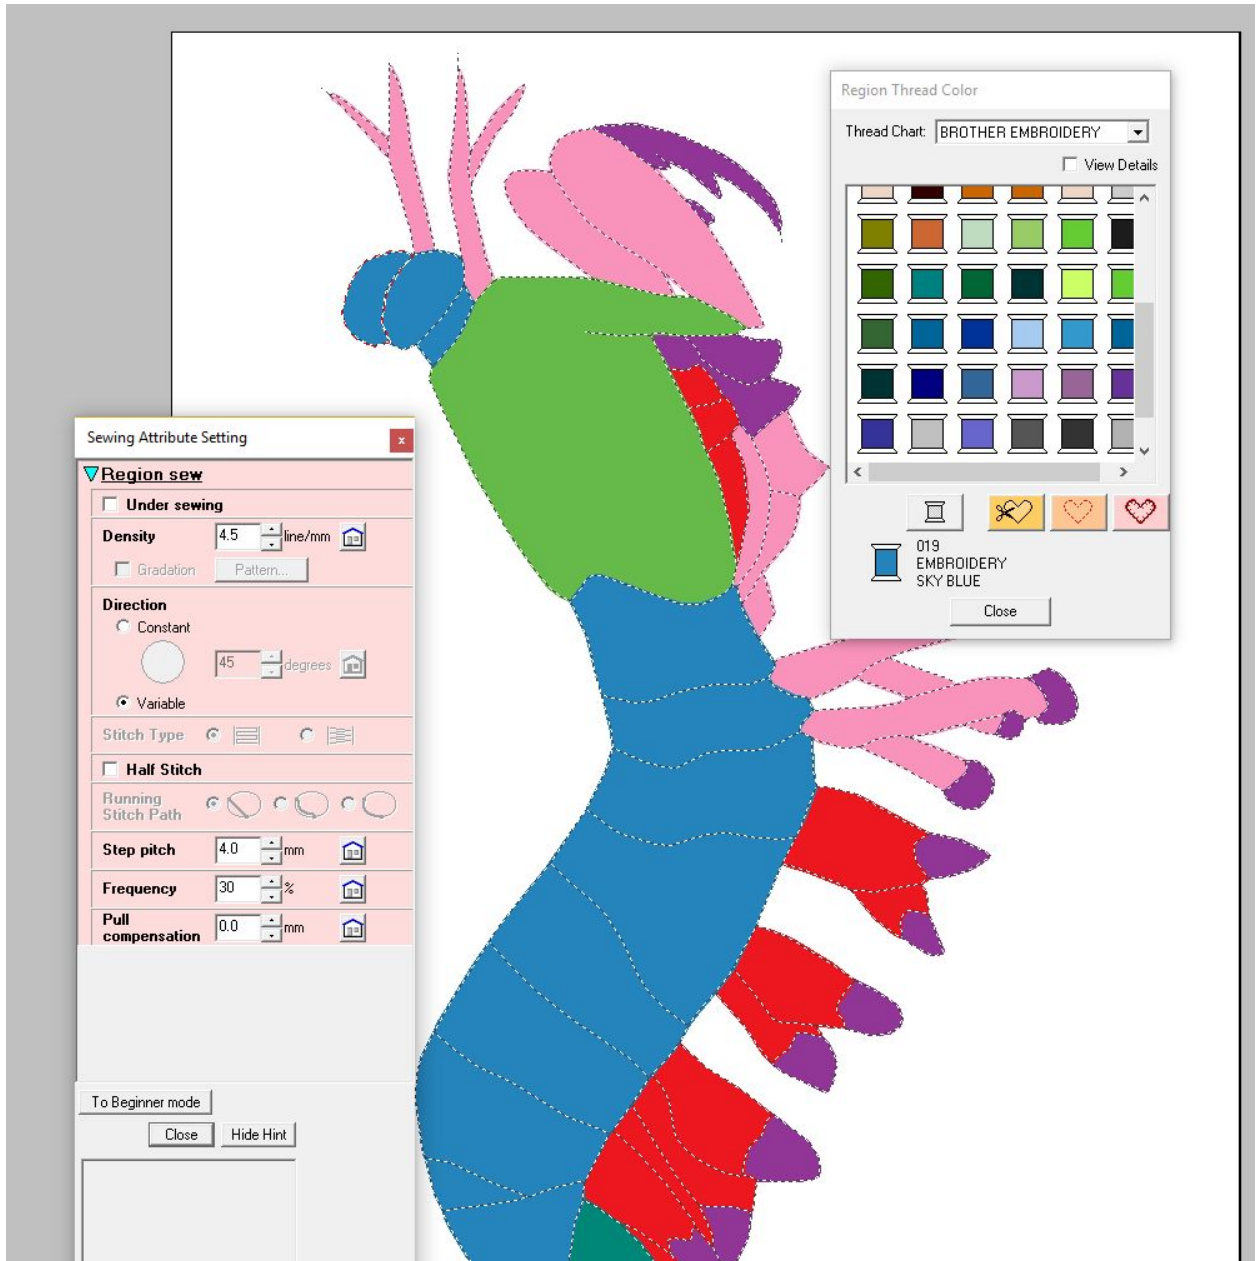 Region Thread Color
Thread Chart: BROTHER EMBROIDERY
View Details
019
EMBROIDERY
SKY BLUE
Close
Sewing Attribute Setting
x
Region sew
Under sewing
Density 4.5 line/mm
Gradation Pattern...
Direction
Constant
45 degrees
Variable
Stitch Type
Half Stitch
Running
Stitch Path
Step pitch 4.0 mm
Frequency 30 %
Pull
compensation 0.0 mm
To Beginner mode
Close Hide Hint